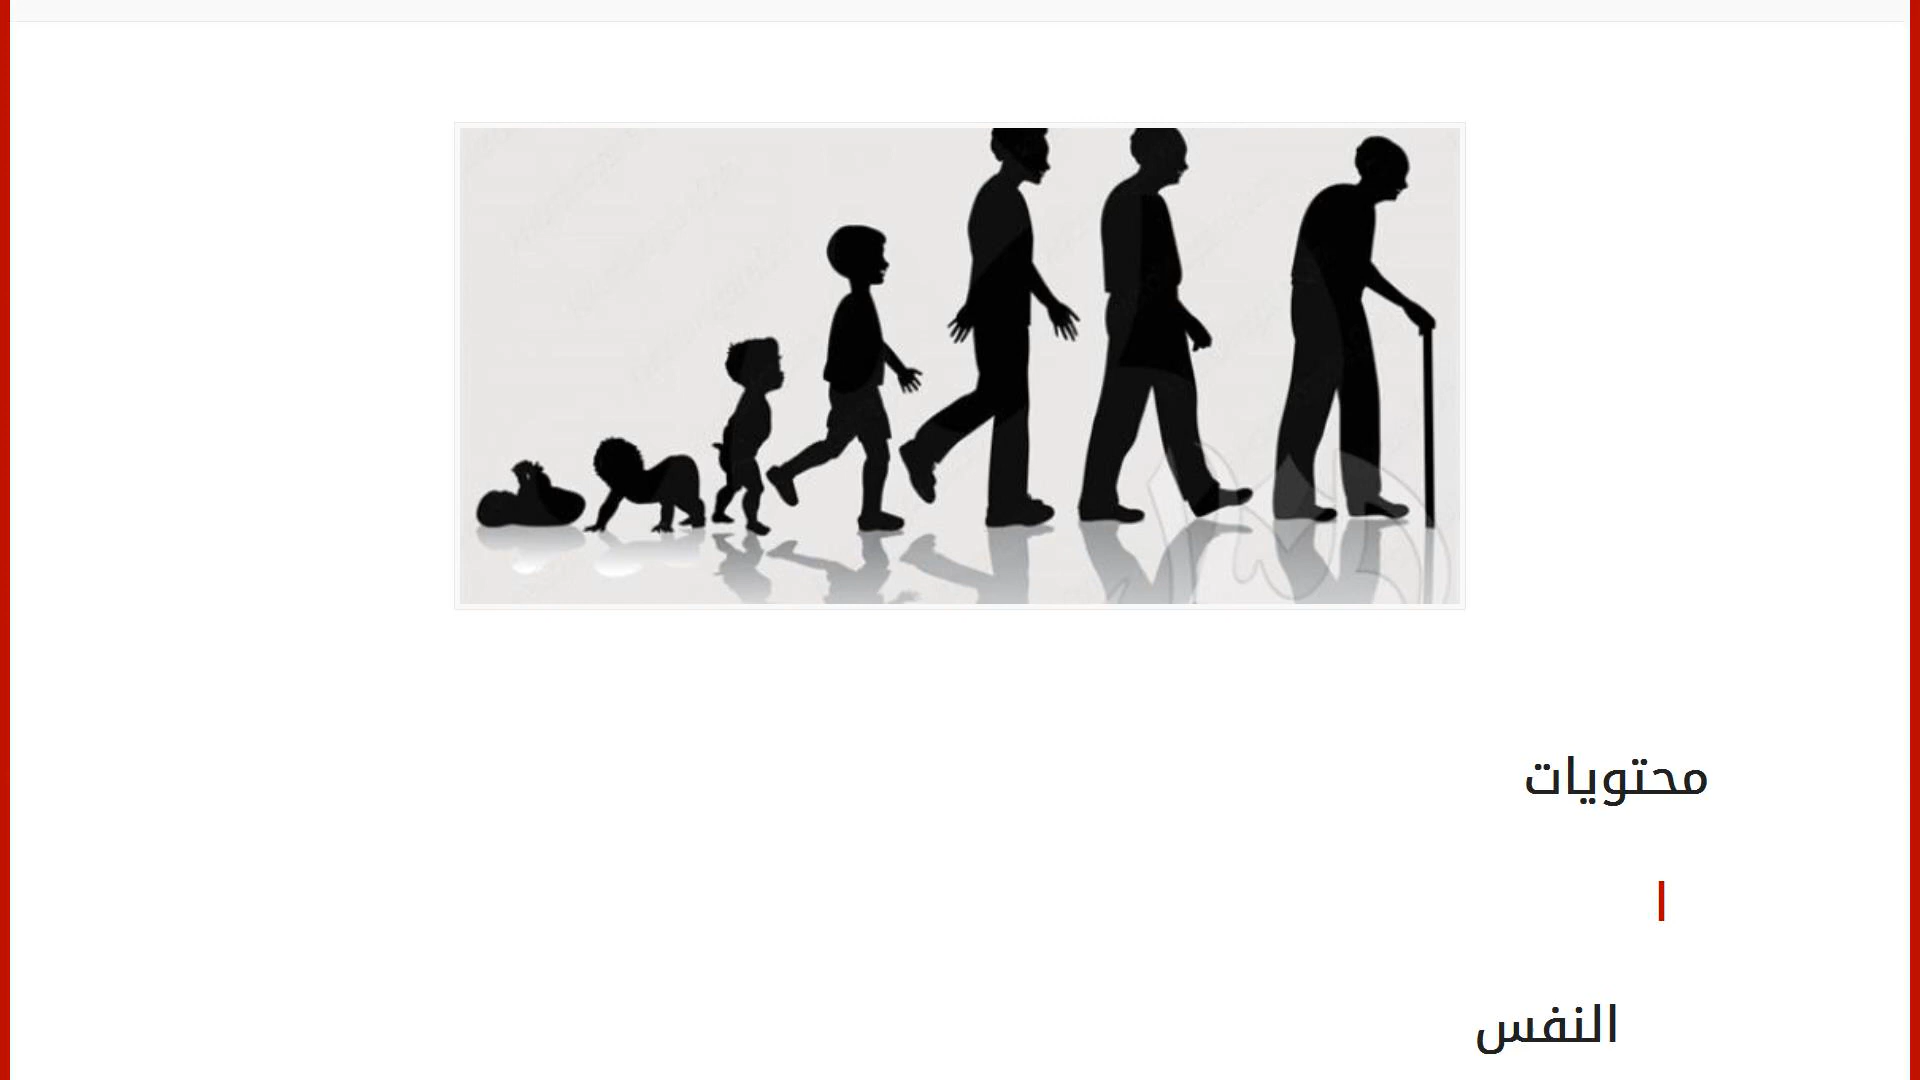 محتويات
ا
النفس